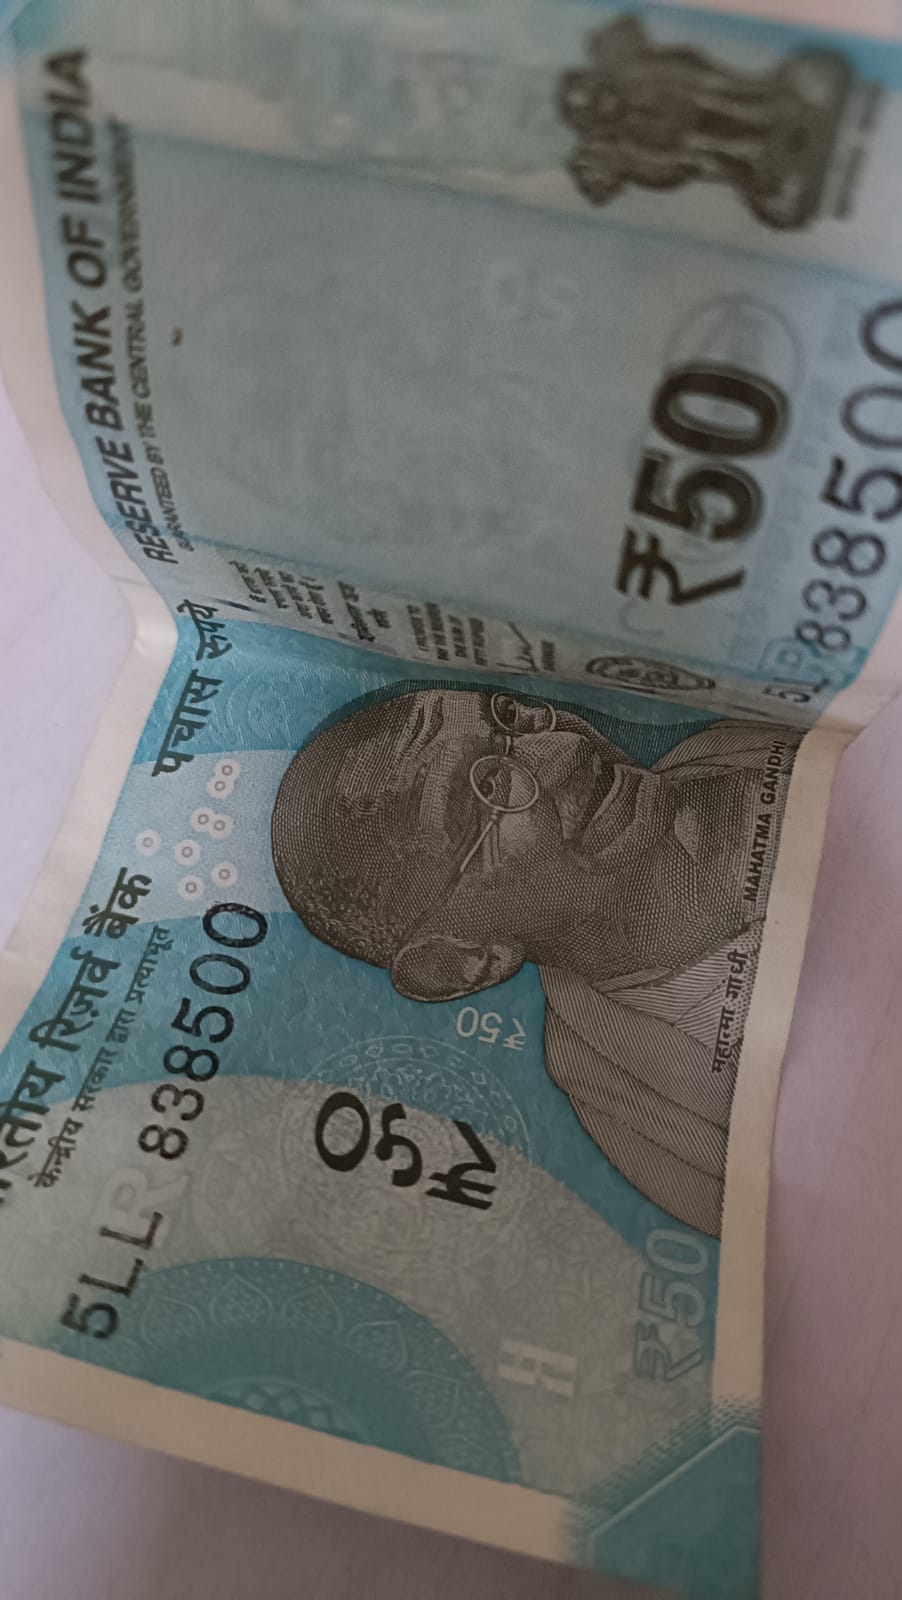 भारतीय रिज़र्व बैंक
केन्द्रीय सरकार द्वारा प्रत्याभूत
5LL 838500
पचास रुपये
RESERVE BANK OF INDIA
GUARANTEED BY THE CENTRAL GOVERNMENT
₹५०
₹50
₹50
महात्मा गांधी
MAHATMA GANDHI
₹50
5LL 838500